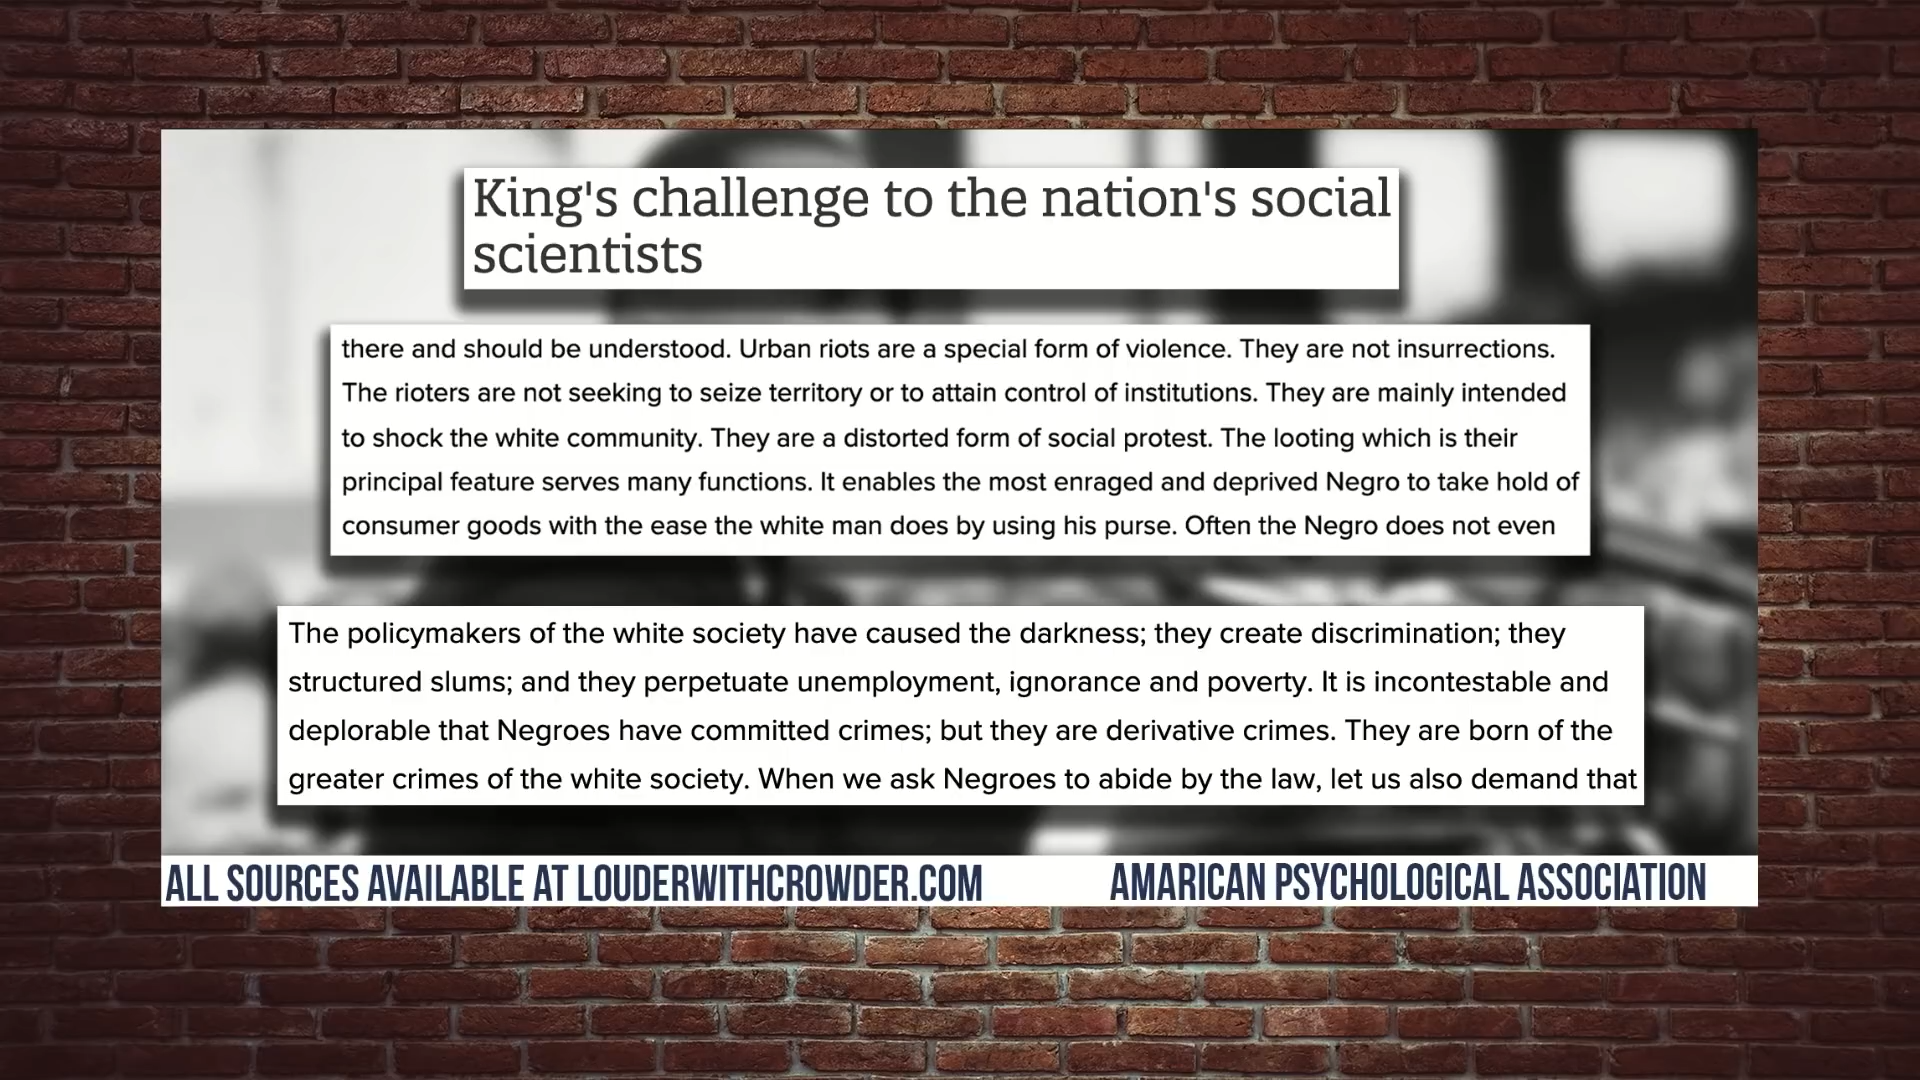 King's challenge to the nation's social
scientists
there and should be understood. Urban riots are a special form of violence. They are not insurrections.
The rioters are not seeking to seize territory or to attain control of institutions. They are mainly intended
to shock the white community. They are a distorted form of social protest. The looting which is their
principal feature serves many functions. It enables the most enraged and deprived Negro to take hold of
consumer goods with the ease the white man does by using his purse. Often the Negro does not even
The policymakers of the white society have caused the darkness; they create discrimination; they
structured slums; and they perpetuate unemployment, ignorance and poverty. It is incontestable and
deplorable that Negroes have committed crimes; but they are derivative crimes. They are born of the
greater crimes of the white society. When we ask Negroes to abide by the law, let us also demand that
ALL SOURCES AVAILABLE AT LOUDERWITHCROWDER.COM
AMARICAN PSYCHOLOGICAL ASSOCIATION